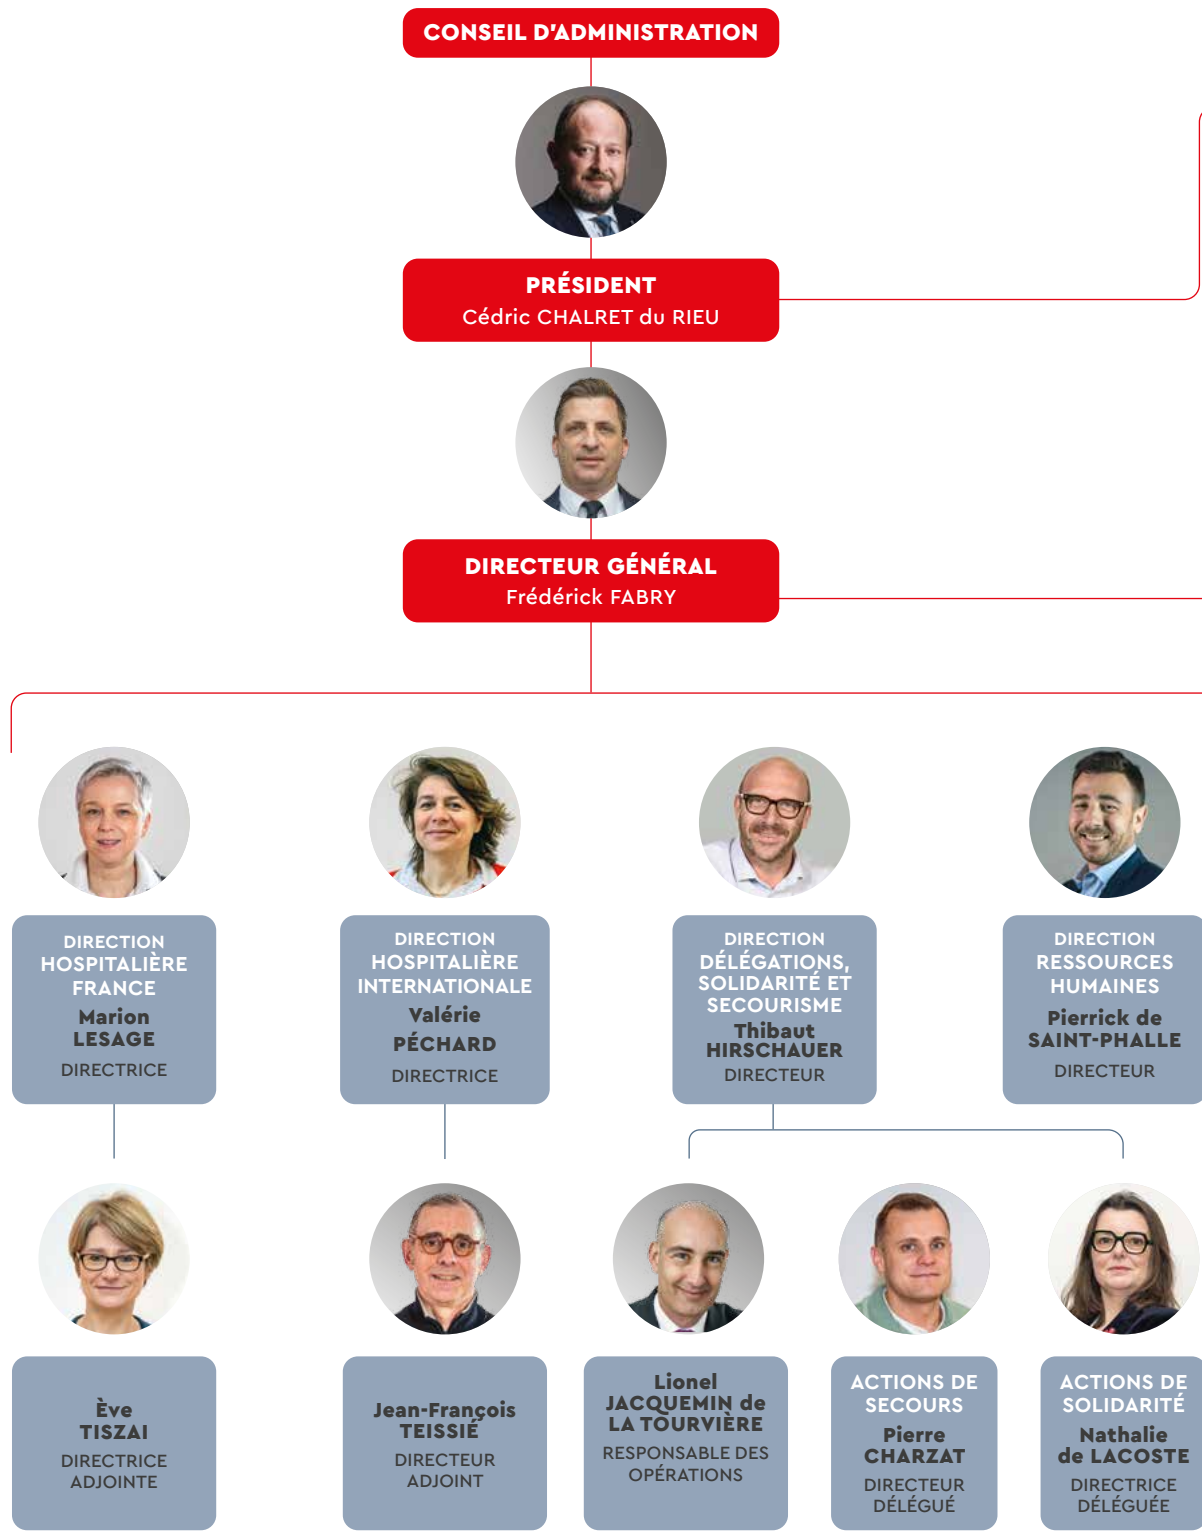 CONSEIL D'ADMINISTRATION
PRÉSIDENT
Cédric CHALRET du RIEU
DIRECTEUR GÉNÉRAL
Frédérick FABRY
DIRECTION
HOSPITALIÈRE
FRANCE
Marion
LESAGE
DIRECTRICE
DIRECTION
HOSPITALIÈRE
INTERNATIONALE
Valérie
PÉCHARD
DIRECTRICE
DIRECTION
DÉLÉGATIONS,
SOLIDARITÉ ET
SECOURISME
Thibaut
HIRSCHAUER
DIRECTEUR
DIRECTION
RESSOURCES
HUMAINES
Pierrick de
SAINT-PHALLE
DIRECTEUR
Ève
TISZAI
DIRECTRICE
ADJOINTE
Jean-François
TEISSIÉ
DIRECTEUR
ADJOINT
Lionel
JACQUEMIN de
LA TOURVIÈRE
RESPONSABLE DES
OPÉRATIONS
ACTIONS DE
SECOURS
Pierre
CHARZAT
DIRECTEUR
DÉLÉGUÉ
ACTIONS DE
SOLIDARITÉ
Nathalie
de LACOSTE
DIRECTRICE
DÉLÉGUÉE